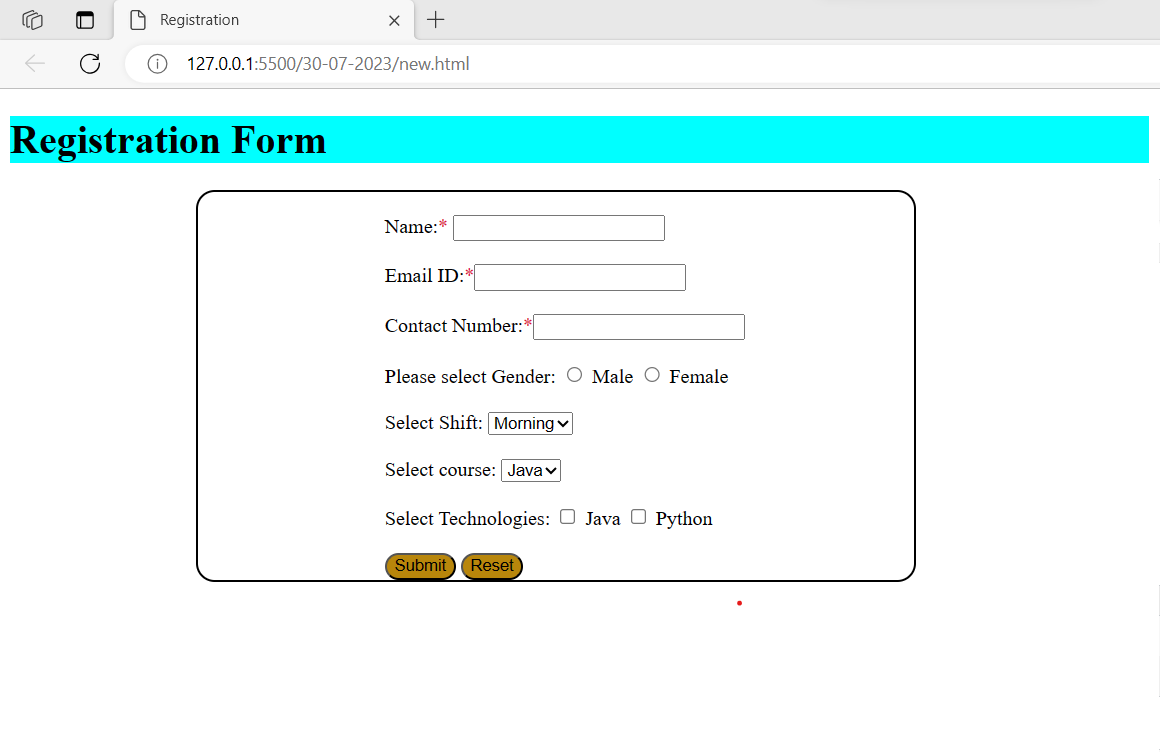 Registration
127.0.0.1:5500/30-07-2023/new.html
Registration Form
Name:*
Email ID:*
Contact Number:*
Please select Gender: Male Female
Select Shift: Morning
Select course: Java
Select Technologies: Java Python
Submit Reset